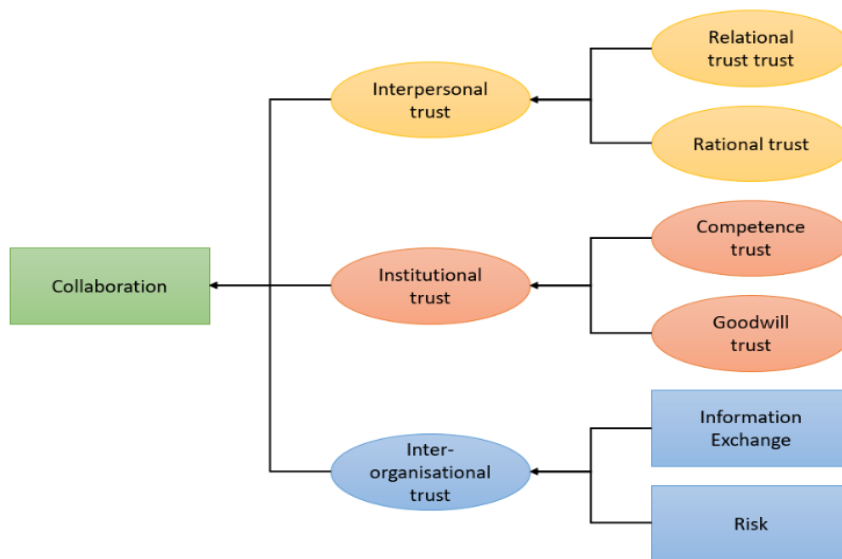 Relational
trust trust
Interpersonal
trust
Rational trust
Competence
trust
Collaboration
Institutional
trust
Goodwill
trust
Information
Exchange
Inter-
organisational
trust
Risk